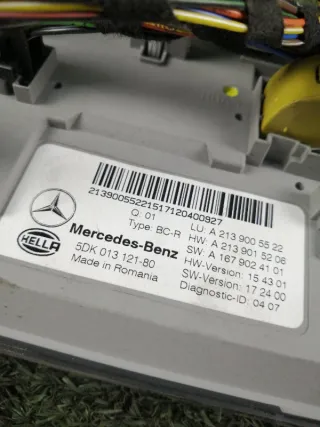 21390055221517120400927
Q: 01
Type: BC-R
Mercedes-Benz
HELLA
5DK 013 121-80
Made in Romania
LU: A 213 900 55 22
HW: A 213 901 52 06
SW: A 167 902 41 01
HW-Version: 15 43 01
SW-Version: 17 24 00
Diagnostic-ID: 04 07